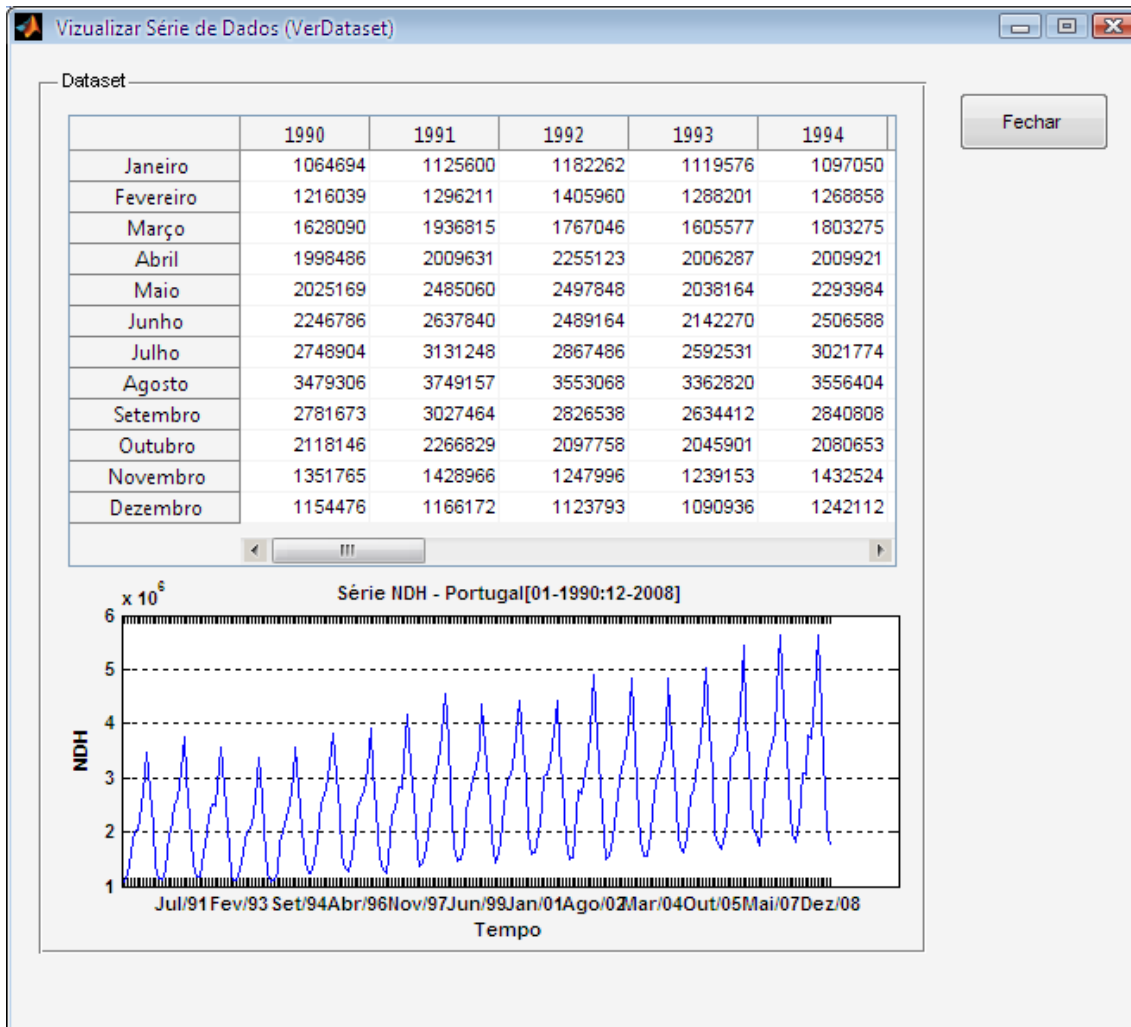 Vizualizar Série de Dados (VerDataset)
Dataset
Fechar
1990 1991 1992 1993 1994
Janeiro 1064694 1125600 1182262 1119576 1097050
Fevereiro 1216039 1296211 1405960 1288201 1268858
Março 1628090 1936815 1767046 1605577 1803275
Abril 1998486 2009631 2255123 2006287 2009921
Maio 2025169 2485060 2497848 2038164 2293984
Junho 2246786 2637840 2489164 2142270 2506588
Julho 2748904 3131248 2867486 2592531 3021774
Agosto 3479306 3749157 3553068 3362820 3556404
Setembro 2781673 3027464 2826538 2634412 2840808
Outubro 2118146 2266829 2097758 2045901 2080653
Novembro 1351765 1428966 1247996 1239153 1432524
Dezembro 1154476 1166172 1123793 1090936 1242112
x 10^6
Série NDH - Portugal[01-1990:12-2008]
6
5
4
3
2
1
NDH
Jul/91 Fev/93 Set/94 Abr/96 Nov/97 Jun/99 Jan/01 Ago/02 Mar/04 Out/05 Mai/07 Dez/08
Tempo